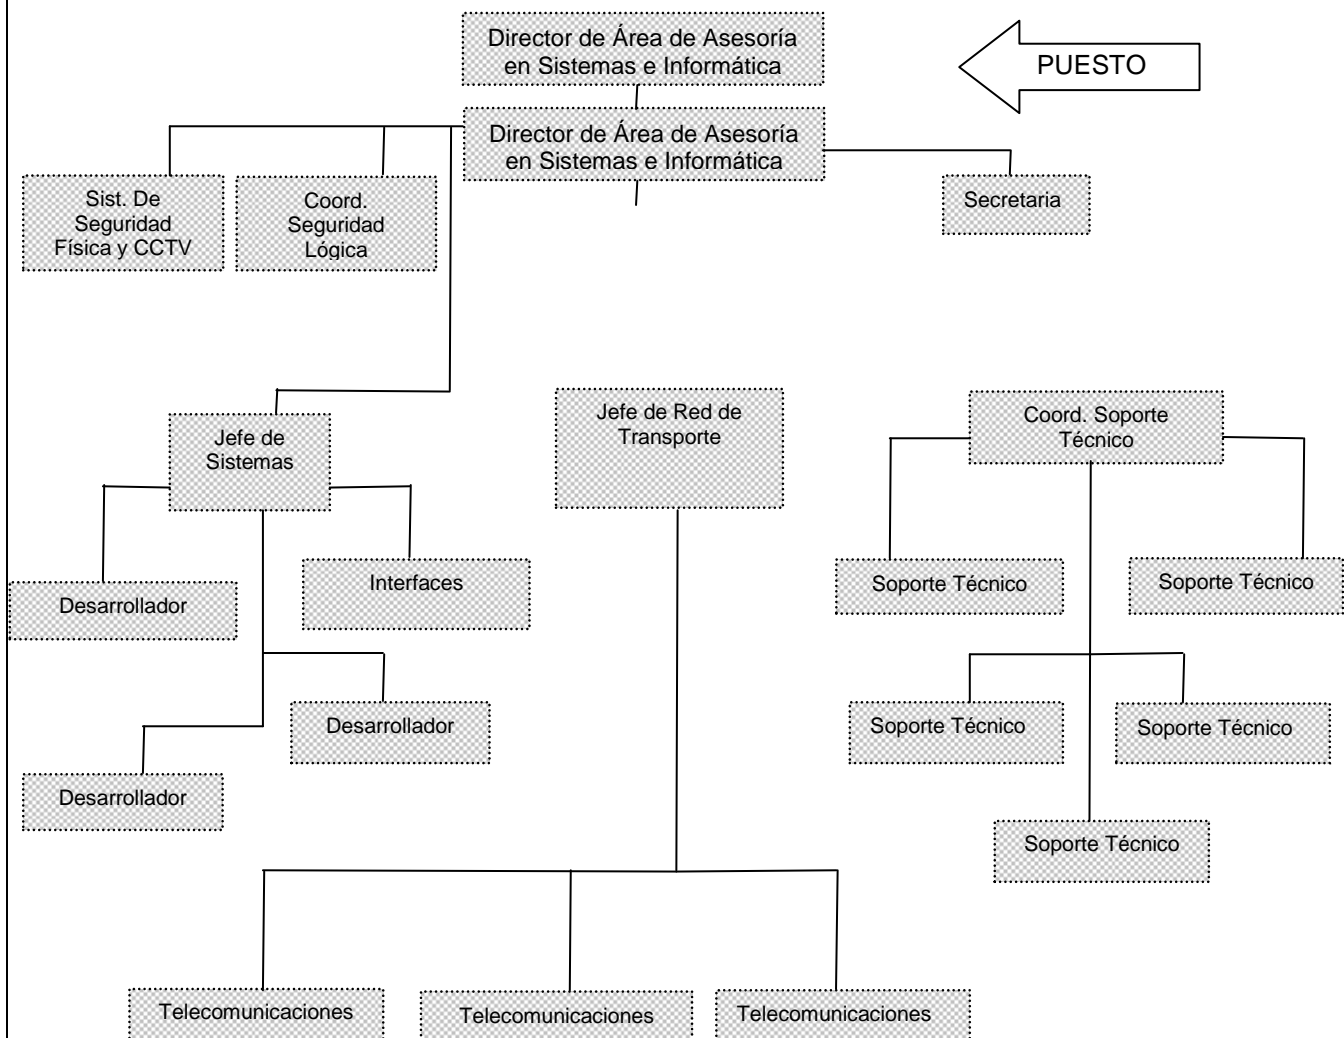 Director de Área de Asesoría
en Sistemas e Informática
PUESTO
Director de Área de Asesoría
en Sistemas e Informática
Sist. De
Seguridad
Física y CCTV
Coord.
Seguridad
Lógica
Secretaria
Jefe de
Sistemas
Jefe de Red de
Transporte
Coord. Soporte
Técnico
Desarrollador
Interfaces
Soporte Técnico
Soporte Técnico
Desarrollador
Soporte Técnico
Soporte Técnico
Desarrollador
Soporte Técnico
Telecomunicaciones
Telecomunicaciones
Telecomunicaciones